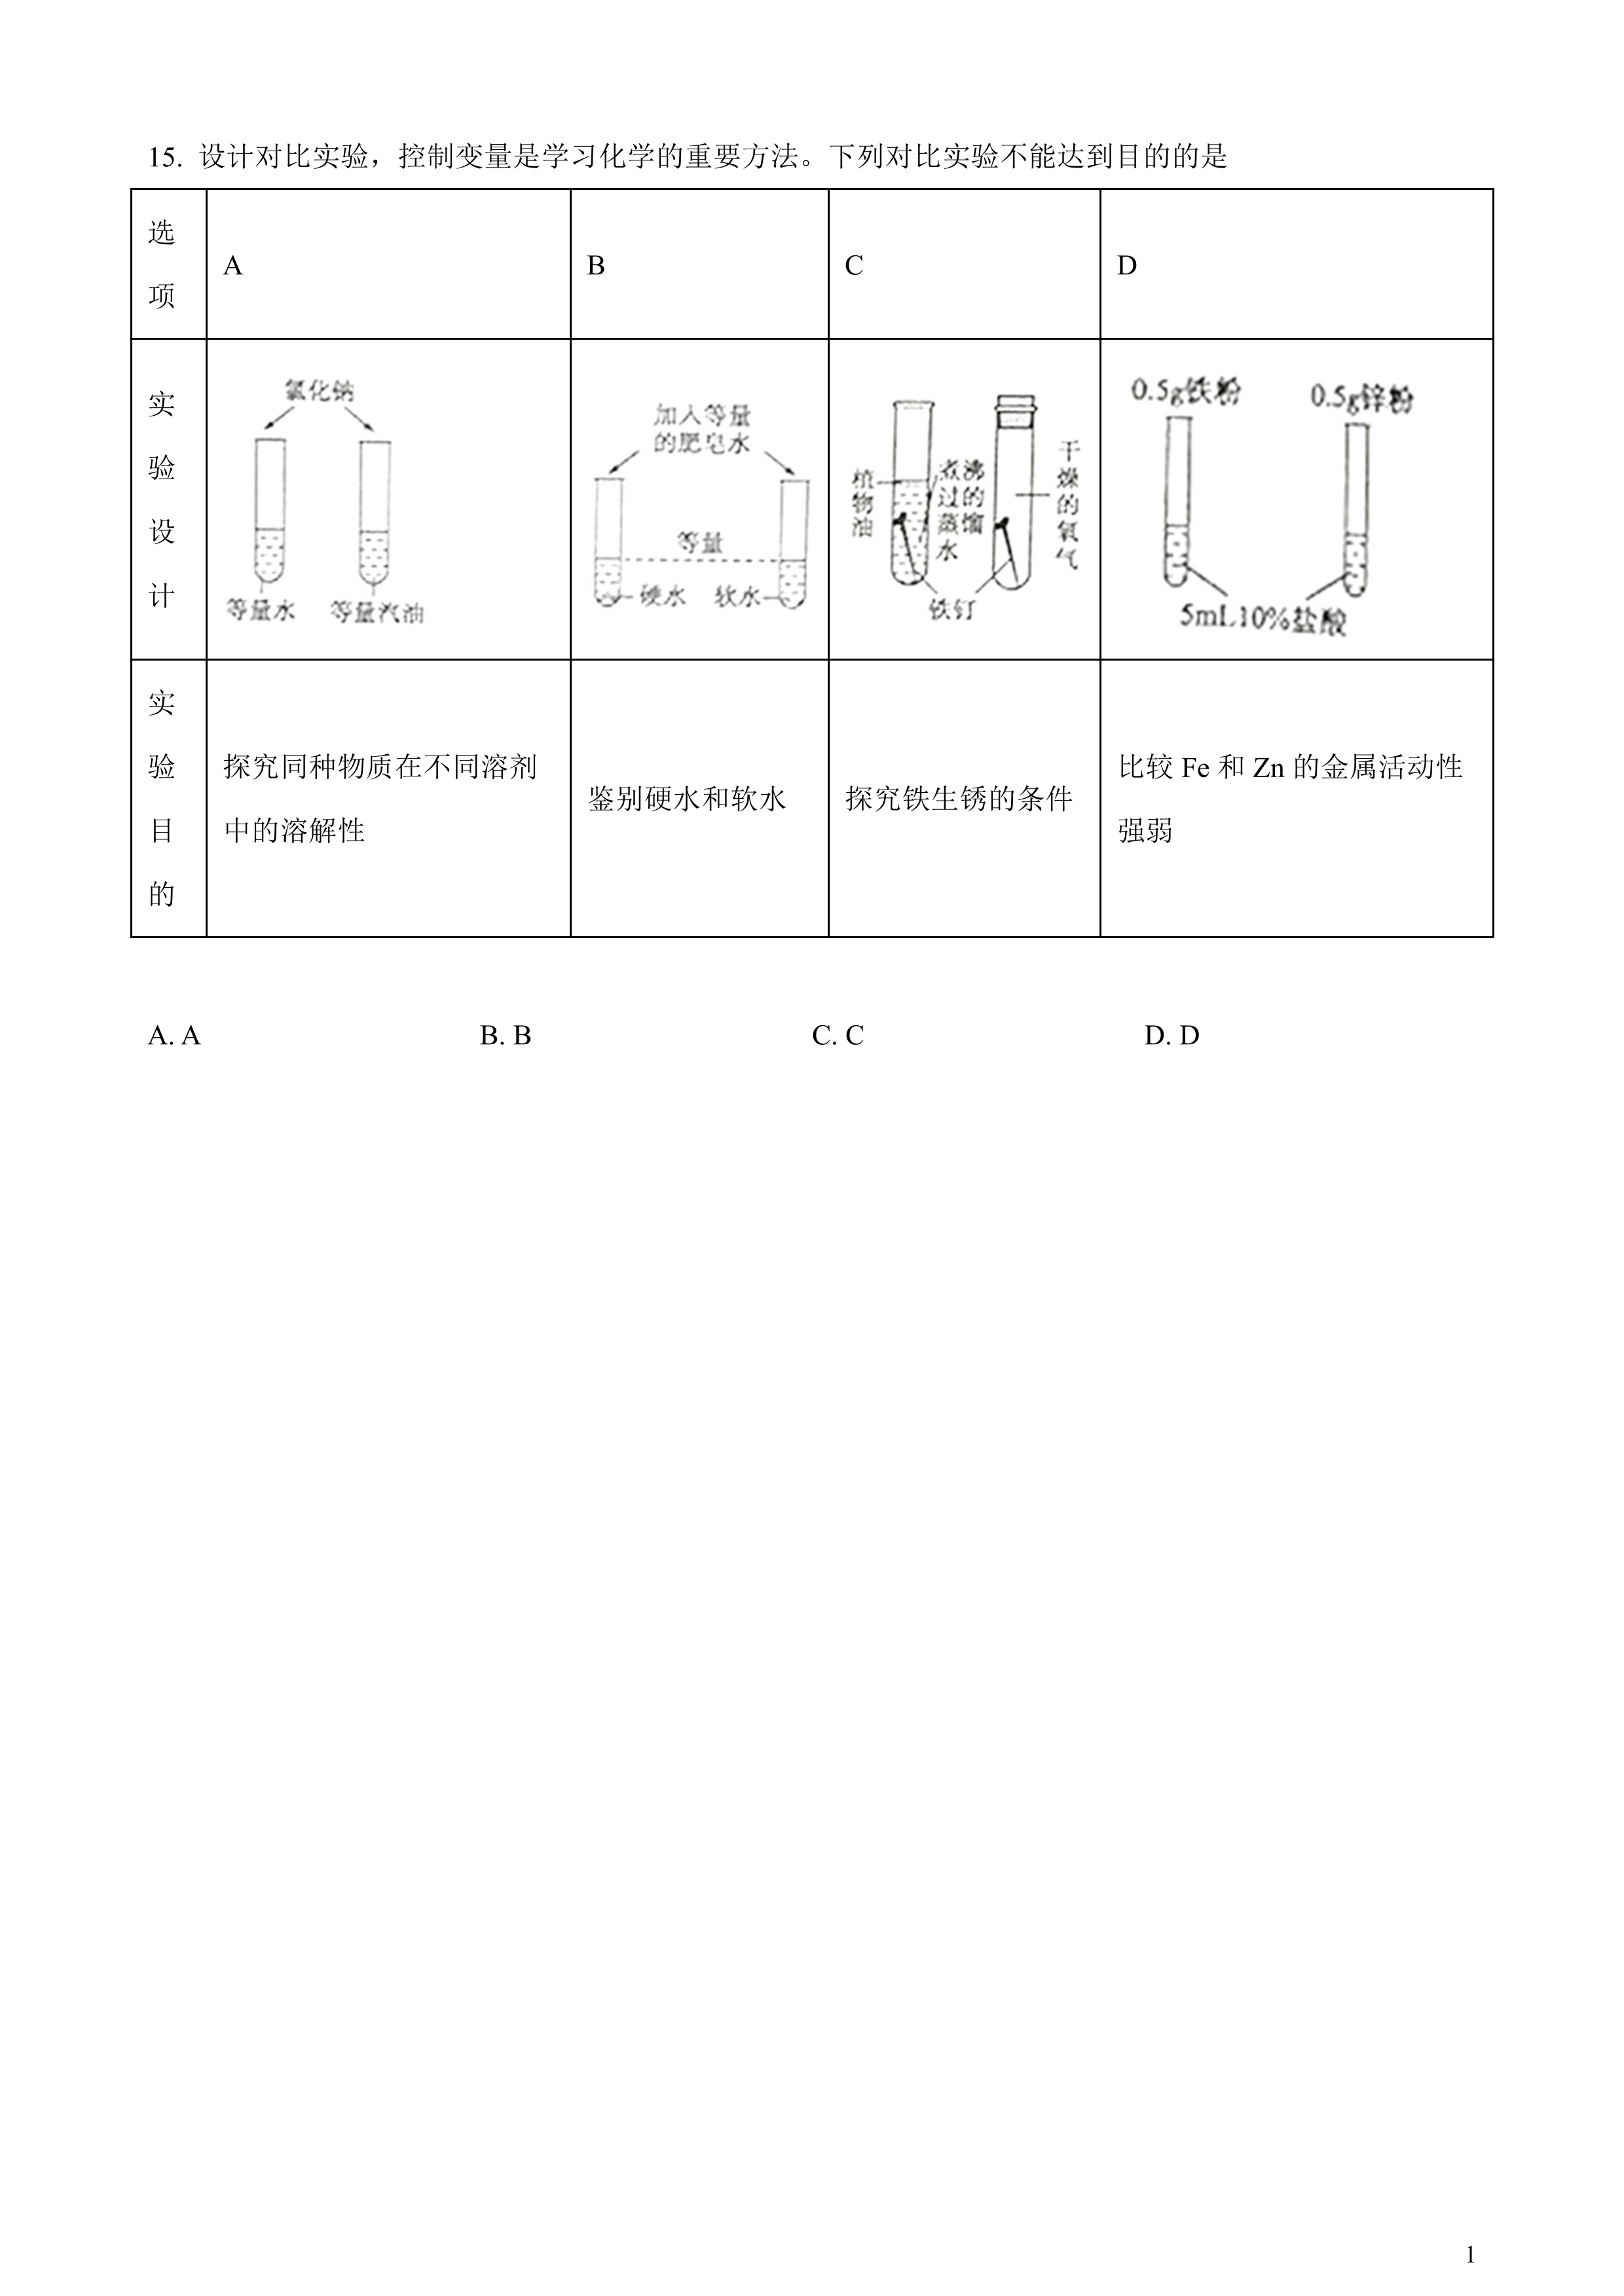 15. 设计对比实验，控制变量是学习化学的重要方法。下列对比实验不能达到目的的是
选项
A
B
C
D
实验设计
氯化钠
等量水
等量汽油
加入等量
的肥皂水
等量
硬水
软水
植物油
煮沸
过的
蒸馏
水
干燥的氧气
铁钉
0.5g铁粉
0.5g锌粉
5mL10%盐酸
实验目的
探究同种物质在不同溶剂
中的溶解性
鉴别硬水和软水
探究铁生锈的条件
比较 Fe 和 Zn 的金属活动性
强弱
A. A
B. B
C. C
D. D
1